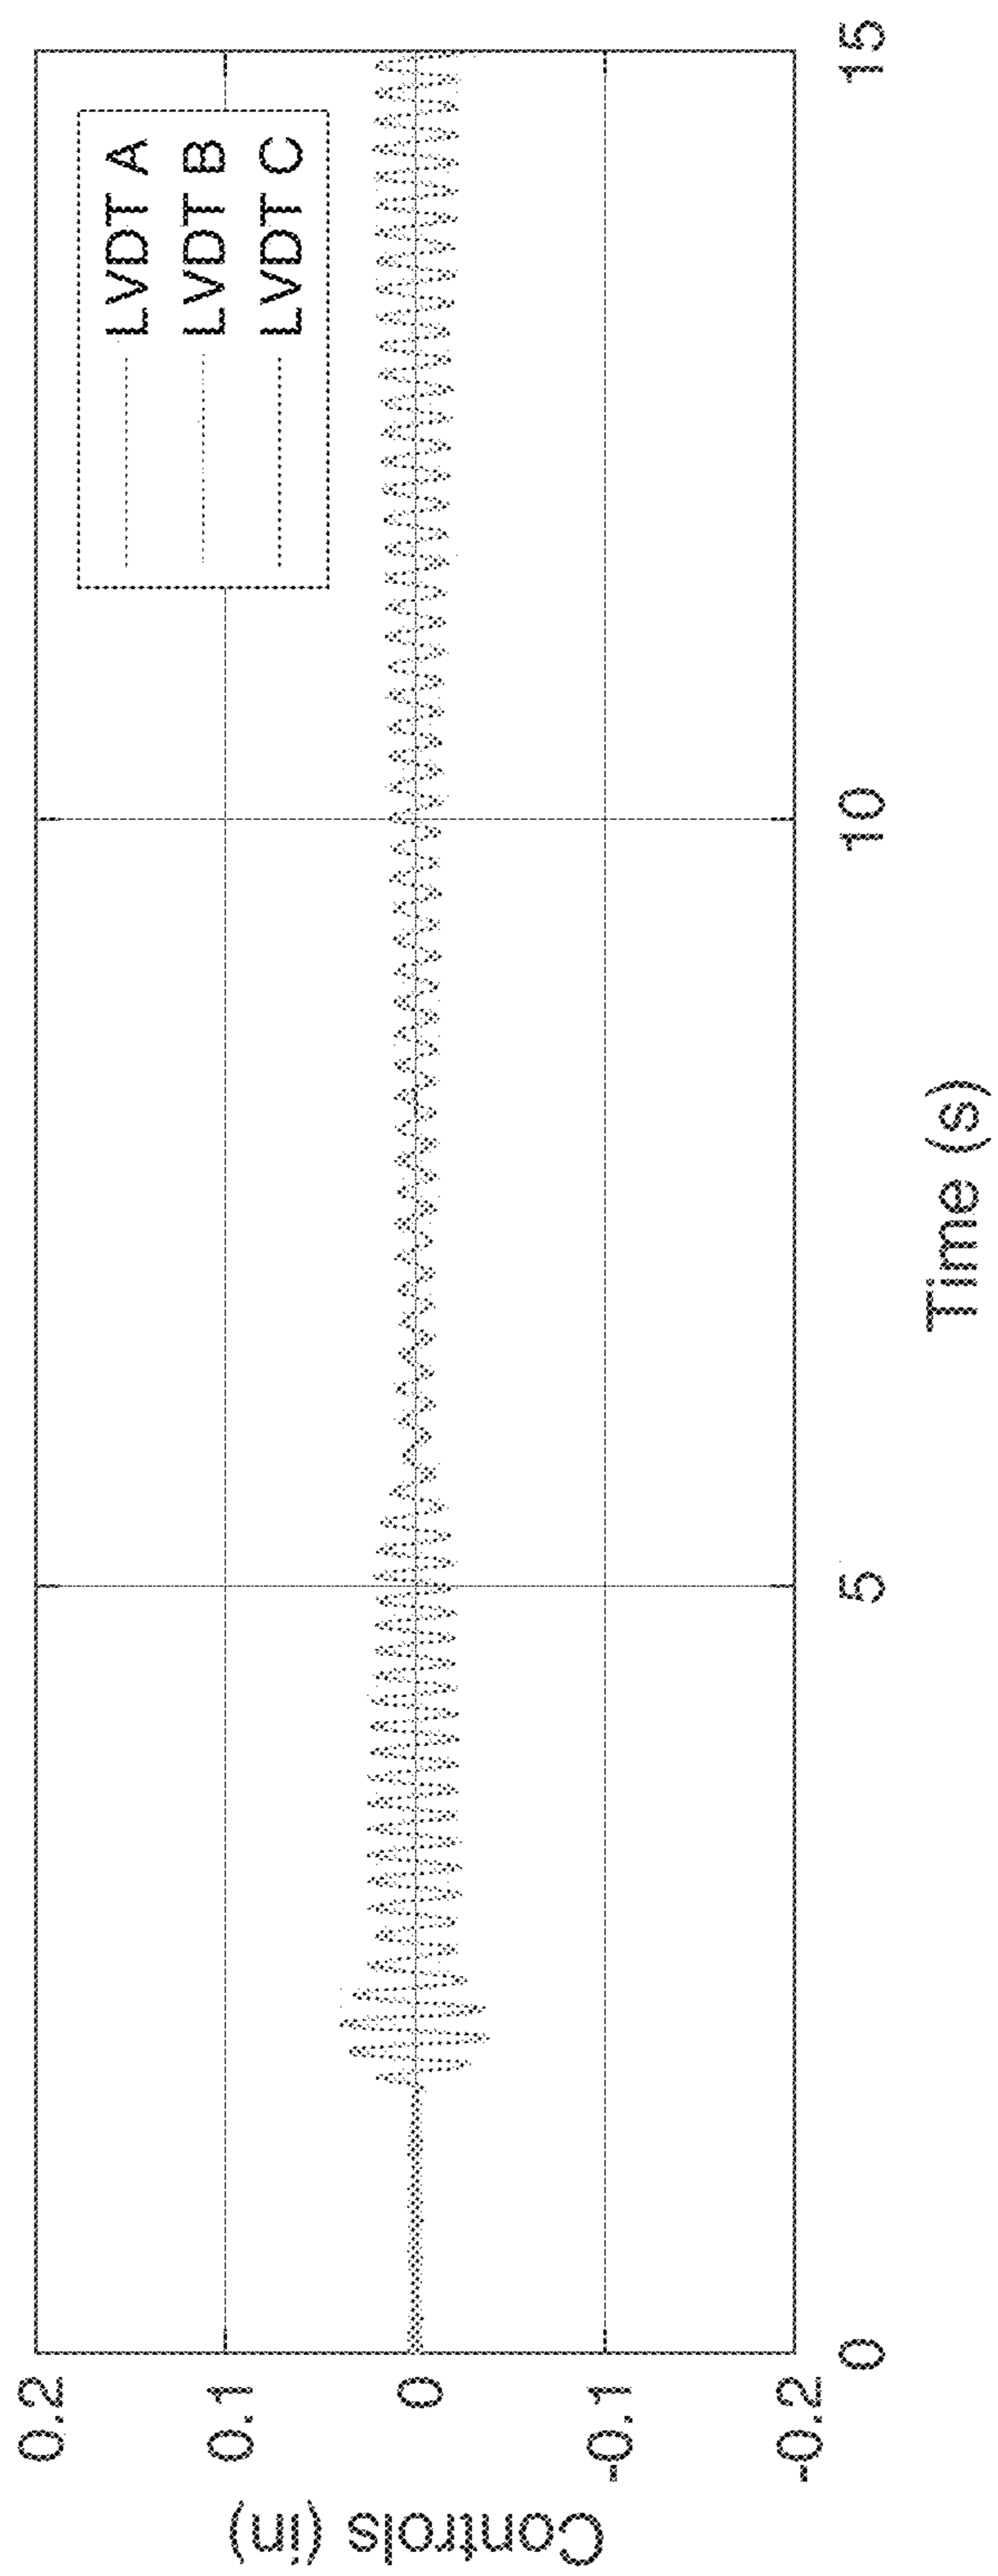 Controls (in)
0.2
0.1
0
-0.1
-0.2
LVDT A
LVDT B
LVDT C
0
5
10
15
Time (s)